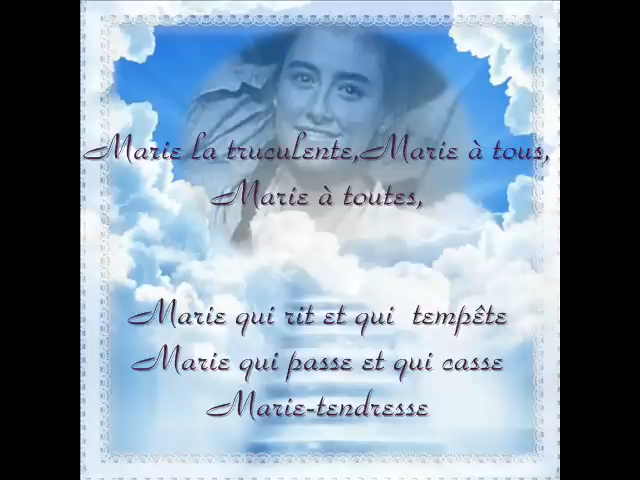 Marie la truculente,Marie à tous,
Marie à toutes,
Marie qui rit et qui tempête
Marie qui passe et qui casse
Marie-tendresse